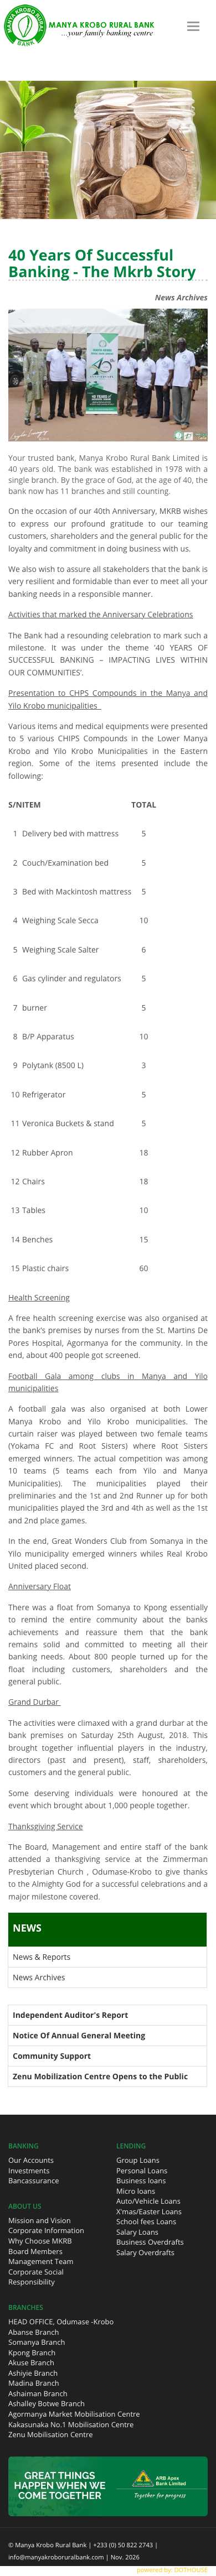 MANYA KROBO RURAL BANK
...your family banking centre
40 Years Of Successful
Banking - The Mkrb Story
News Archives
Your trusted bank, Manya Krobo Rural Bank Limited is
40 years old. The bank was established in 1978 with a
single branch. By the grace of God, at the age of 40, the
bank now has 11 branches and still counting.
On the occasion of our 40th Anniversary, MKRB wishes
to express our profound gratitude to our teaming
customers, shareholders and the general public for the
loyalty and commitment in doing business with us.
We also wish to assure all stakeholders that the bank is
very resilient and formidable than ever to meet all your
banking needs in a responsible manner.
Activities that marked the Anniversary Celebrations
The Bank had a resounding celebration to mark such a
milestone. It was under the theme '40 YEARS OF
SUCCESSFUL BANKING – IMPACTING LIVES WITHIN
OUR COMMUNITIES'.
Presentation to CHPS Compounds in the Manya and
Yilo Krobo municipalities
Various items and medical equipments were presented
to 5 various CHIPS Compounds in the Lower Manya
Krobo and Yilo Krobo Municipalities in the Eastern
region. Some of the items presented include the
following:
S/N ITEM TOTAL
1 Delivery bed with mattress 5
2 Couch/Examination bed 5
3 Bed with Mackintosh mattress 5
4 Weighing Scale Secca 10
5 Weighing Scale Salter 6
6 Gas cylinder and regulators 5
7 burner 5
8 B/P Apparatus 10
9 Polytank (8500 L) 3
10 Refrigerator 5
11 Veronica Buckets & stand 5
12 Rubber Apron 18
12 Chairs 18
13 Tables 10
14 Benches 15
15 Plastic chairs 60
Health Screening
A free health screening exercise was also organised at
the bank's premises by nurses from the St. Martins De
Pores Hospital, Agormanya for the community. In the
end, about 400 people got screened.
Football Gala among clubs in Manya and Yilo
municipalities
A football gala was also organised at both Lower
Manya Krobo and Yilo Krobo municipalities. The
curtain raiser was played between two female teams
(Yokama FC and Root Sisters) where Root Sisters
emerged winners. The actual competition was among
10 teams (5 teams each from Yilo and Manya
Municipalities). The municipalities played their
preliminaries and the 1st and 2nd Runner up for both
municipalities played the 3rd and 4th as well as the 1st
and 2nd place games.
In the end, Great Wonders Club from Somanya in the
Yilo municipality emerged winners whiles Real Krobo
United placed second.
Anniversary Float
There was a float from Somanya to Kpong essentially
to remind the entire community about the banks
achievements and reassure them that the bank
remains solid and committed to meeting all their
banking needs. About 800 people turned up for the
float including customers, shareholders and the
general public.
Grand Durbar
The activities were climaxed with a grand durbar at the
bank premises on Saturday 25th August, 2018. This
brought together influential players in the industry,
directors (past and present), staff, shareholders,
customers and the general public.
Some deserving individuals were honoured at the
event which brought about 1,000 people together.
Thanksgiving Service
The Board, Management and entire staff of the bank
attended a thanksgiving service at the Zimmerman
Presbyterian Church , Odumase-Krobo to give thanks
to the Almighty God for a successful celebrations and a
major milestone covered.
NEWS
News & Reports
News Archives
Independent Auditor's Report
Notice Of Annual General Meeting
Community Support
Zenu Mobilization Centre Opens to the Public
BANKING
Our Accounts
Investments
Bancassurance
ABOUT US
Mission and Vision
Corporate Information
Why Choose MKRB
Board Members
Management Team
Corporate Social
Responsibility
LENDING
Group Loans
Personal Loans
Business loans
Micro loans
Auto/Vehicle Loans
X'mas/Easter Loans
School fees Loans
Salary Loans
Business Overdrafts
Salary Overdrafts
BRANCHES
HEAD OFFICE, Odumase -Krobo
Abanse Branch
Somanya Branch
Kpong Branch
Akuse Branch
Ashiyie Branch
Madina Branch
Ashaiman Branch
Ashalley Botwe Branch
Agormanya Market Mobilisation Centre
Kakasunaka No.1 Mobilisation Centre
Zenu Mobilisation Centre
GREAT THINGS
HAPPEN WHEN WE
COME TOGETHER
ARB Apex
Bank Limited
Together for progress
© Manya Krobo Rural Bank | +233 (0) 50 822 2743 |
info@manyakroboruralbank.com | Nov. 2026
powered by: DOTHOUSE